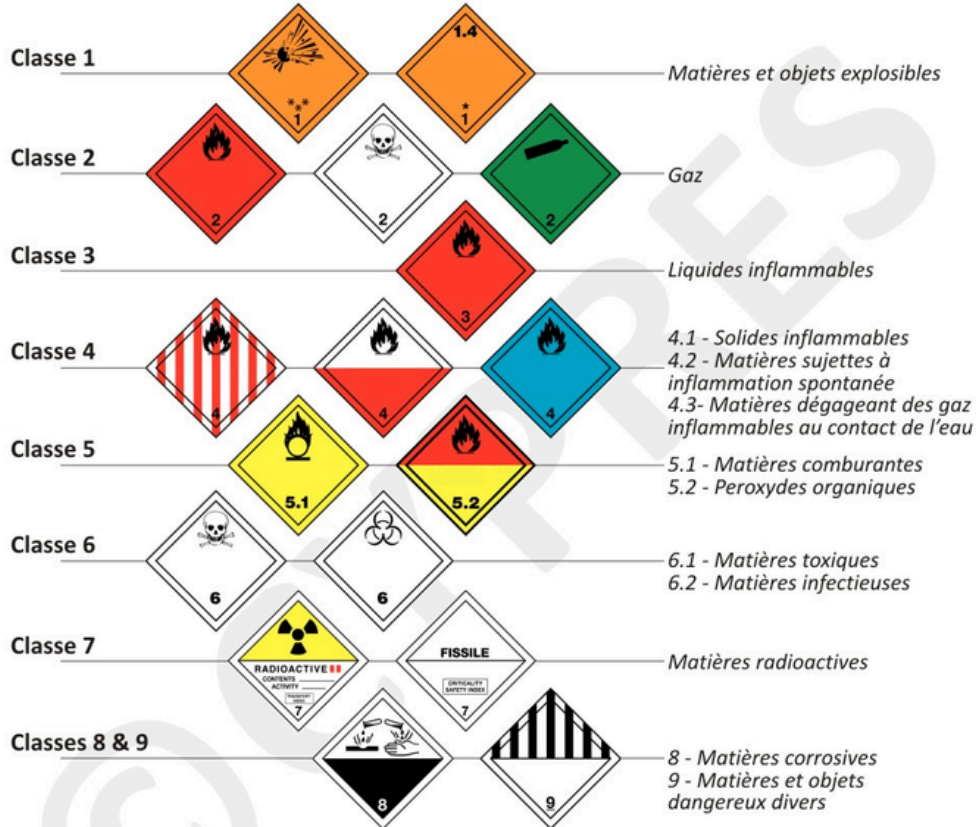 Classe 1
1
1.4
1
Matières et objets explosibles
Classe 2
2
2
2
Gaz
Classe 3
3
Liquides inflammables
Classe 4
4
4
4
4.1 - Solides inflammables
4.2 - Matières sujettes à
inflammation spontanée
4.3- Matières dégageant des gaz
inflammables au contact de l'eau
Classe 5
5.1
5.2
5.1 - Matières comburantes
5.2 - Peroxydes organiques
Classe 6
6
6
6.1 - Matières toxiques
6.2 - Matières infectieuses
Classe 7
RADIOACTIVE II
CONTENTS
ACTIVITY
TRANSPORT
INDEX
7
FISSILE
CRITICALITY
SAFETY INDEX
7
Matières radioactives
Classes 8 & 9
8
9
8 - Matières corrosives
9 - Matières et objets
dangereux divers
© CYPRES